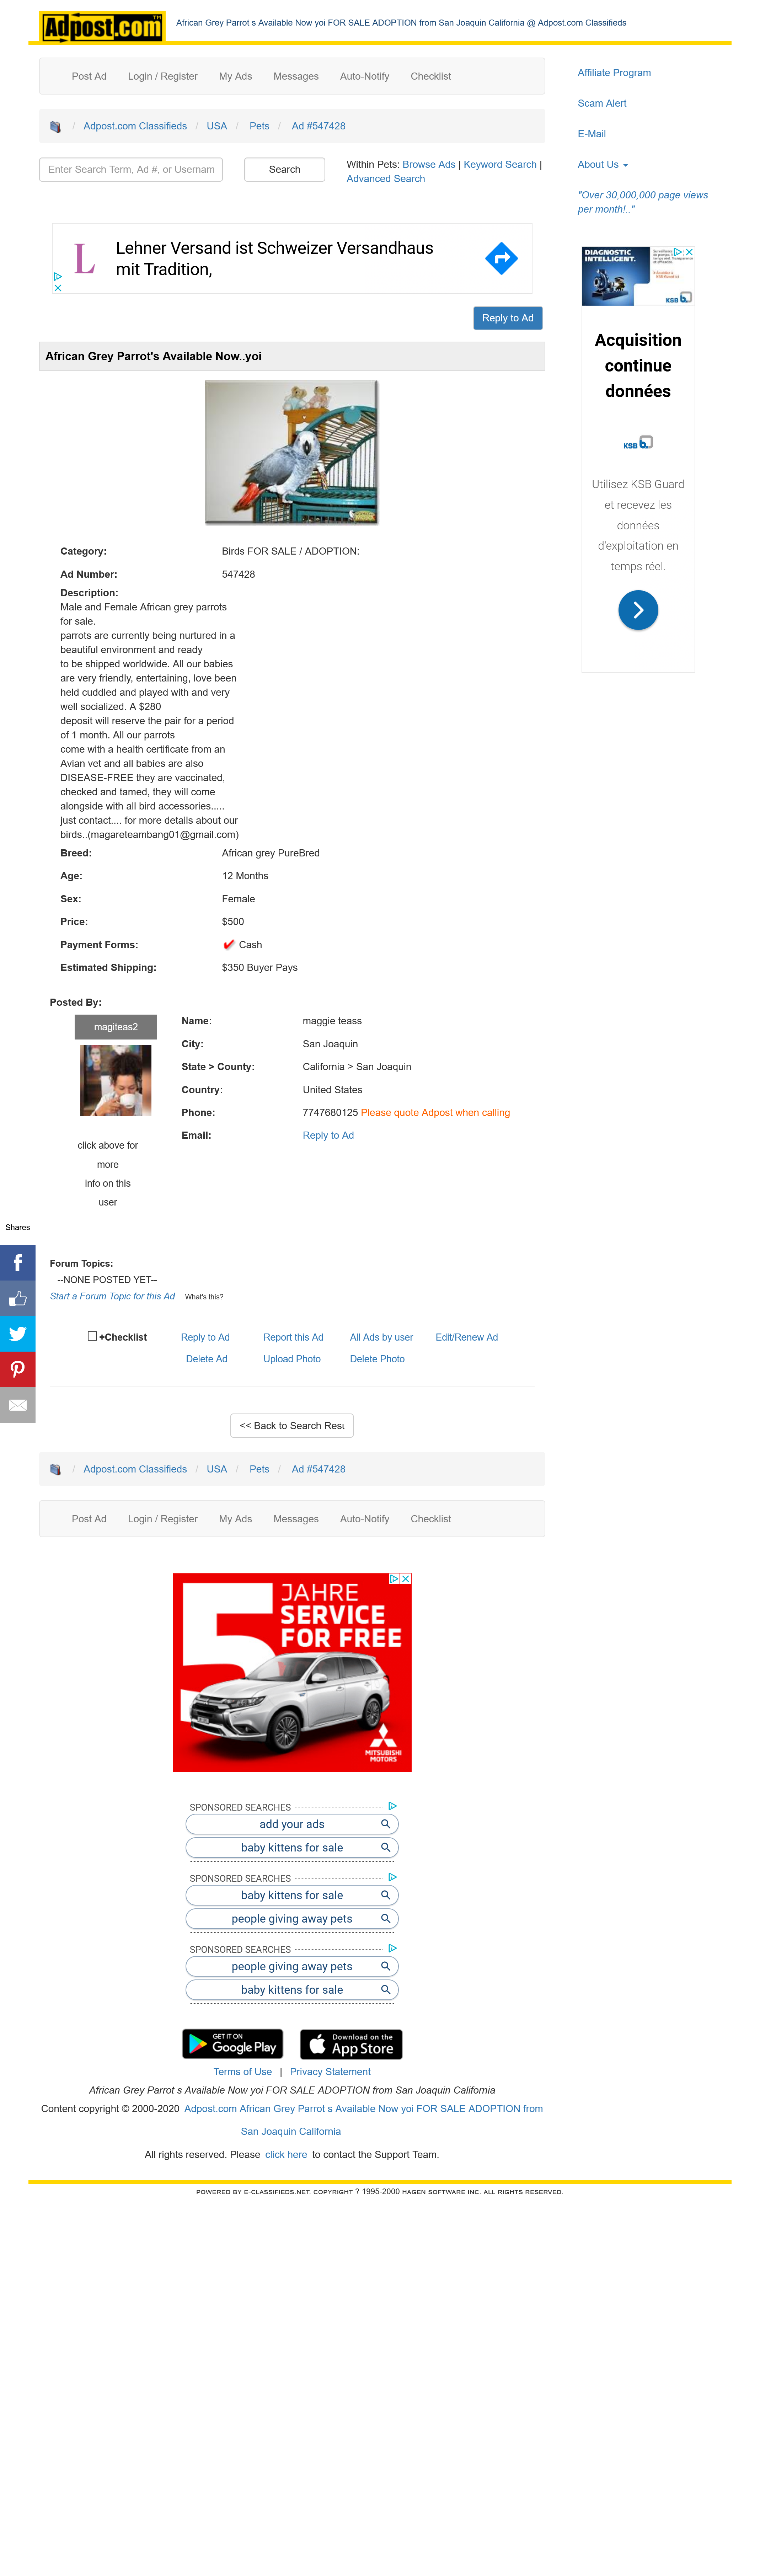 Adpost.com TM
African Grey Parrot s Available Now yoi FOR SALE ADOPTION from San Joaquin California @ Adpost.com Classifieds
Post Ad Login / Register My Ads Messages Auto-Notify Checklist
/ Adpost.com Classifieds / USA / Pets / Ad #547428
Enter Search Term, Ad #, or Usernam
Search
Within Pets: Browse Ads | Keyword Search |
Advanced Search
Affiliate Program
Scam Alert
E-Mail
About Us
"Over 30,000,000 page views
per month!.."
L
Lehner Versand ist Schweizer Versandhaus
mit Tradition,
Reply to Ad
DIAGNOSTIC
INTELLIGENT.
KSB b.
Acquisition
continue
données
KSB b.
Utilisez KSB Guard
et recevez les
données
d'exploitation en
temps réel.
African Grey Parrot's Available Now..yoi
Category: Birds FOR SALE / ADOPTION:
Ad Number: 547428
Description:
Male and Female African grey parrots
for sale.
parrots are currently being nurtured in a
beautiful environment and ready
to be shipped worldwide. All our babies
are very friendly, entertaining, love been
held cuddled and played with and very
well socialized. A $280
deposit will reserve the pair for a period
of 1 month. All our parrots
come with a health certificate from an
Avian vet and all babies are also
DISEASE-FREE they are vaccinated,
checked and tamed, they will come
alongside with all bird accessories.....
just contact.... for more details about our
birds..(magareteambang01@gmail.com)
Breed: African grey PureBred
Age: 12 Months
Sex: Female
Price: $500
Payment Forms: Cash
Estimated Shipping: $350 Buyer Pays
Posted By:
magiteas2
click above for
more
info on this
user
Name: maggie teass
City: San Joaquin
State > County: California > San Joaquin
Country: United States
Phone: 7747680125 Please quote Adpost when calling
Email: Reply to Ad
Shares
Forum Topics:
--NONE POSTED YET--
Start a Forum Topic for this Ad What's this?
+Checklist Reply to Ad Report this Ad All Ads by user Edit/Renew Ad
Delete Ad Upload Photo Delete Photo
<< Back to Search Resu
/ Adpost.com Classifieds / USA / Pets / Ad #547428
Post Ad Login / Register My Ads Messages Auto-Notify Checklist
5 JAHRE
SERVICE
FOR FREE
MITSUBISHI
MOTORS
SPONSORED SEARCHES
add your ads
baby kittens for sale
SPONSORED SEARCHES
baby kittens for sale
people giving away pets
SPONSORED SEARCHES
people giving away pets
baby kittens for sale
GET IT ON
Google Play
Download on the
App Store
Terms of Use | Privacy Statement
African Grey Parrot s Available Now yoi FOR SALE ADOPTION from San Joaquin California
Content copyright © 2000-2020 Adpost.com African Grey Parrot s Available Now yoi FOR SALE ADOPTION from
San Joaquin California
All rights reserved. Please click here to contact the Support Team.
POWERED BY E-CLASSIFIEDS.NET. COPYRIGHT ? 1995-2000 HAGEN SOFTWARE INC. ALL RIGHTS RESERVED.